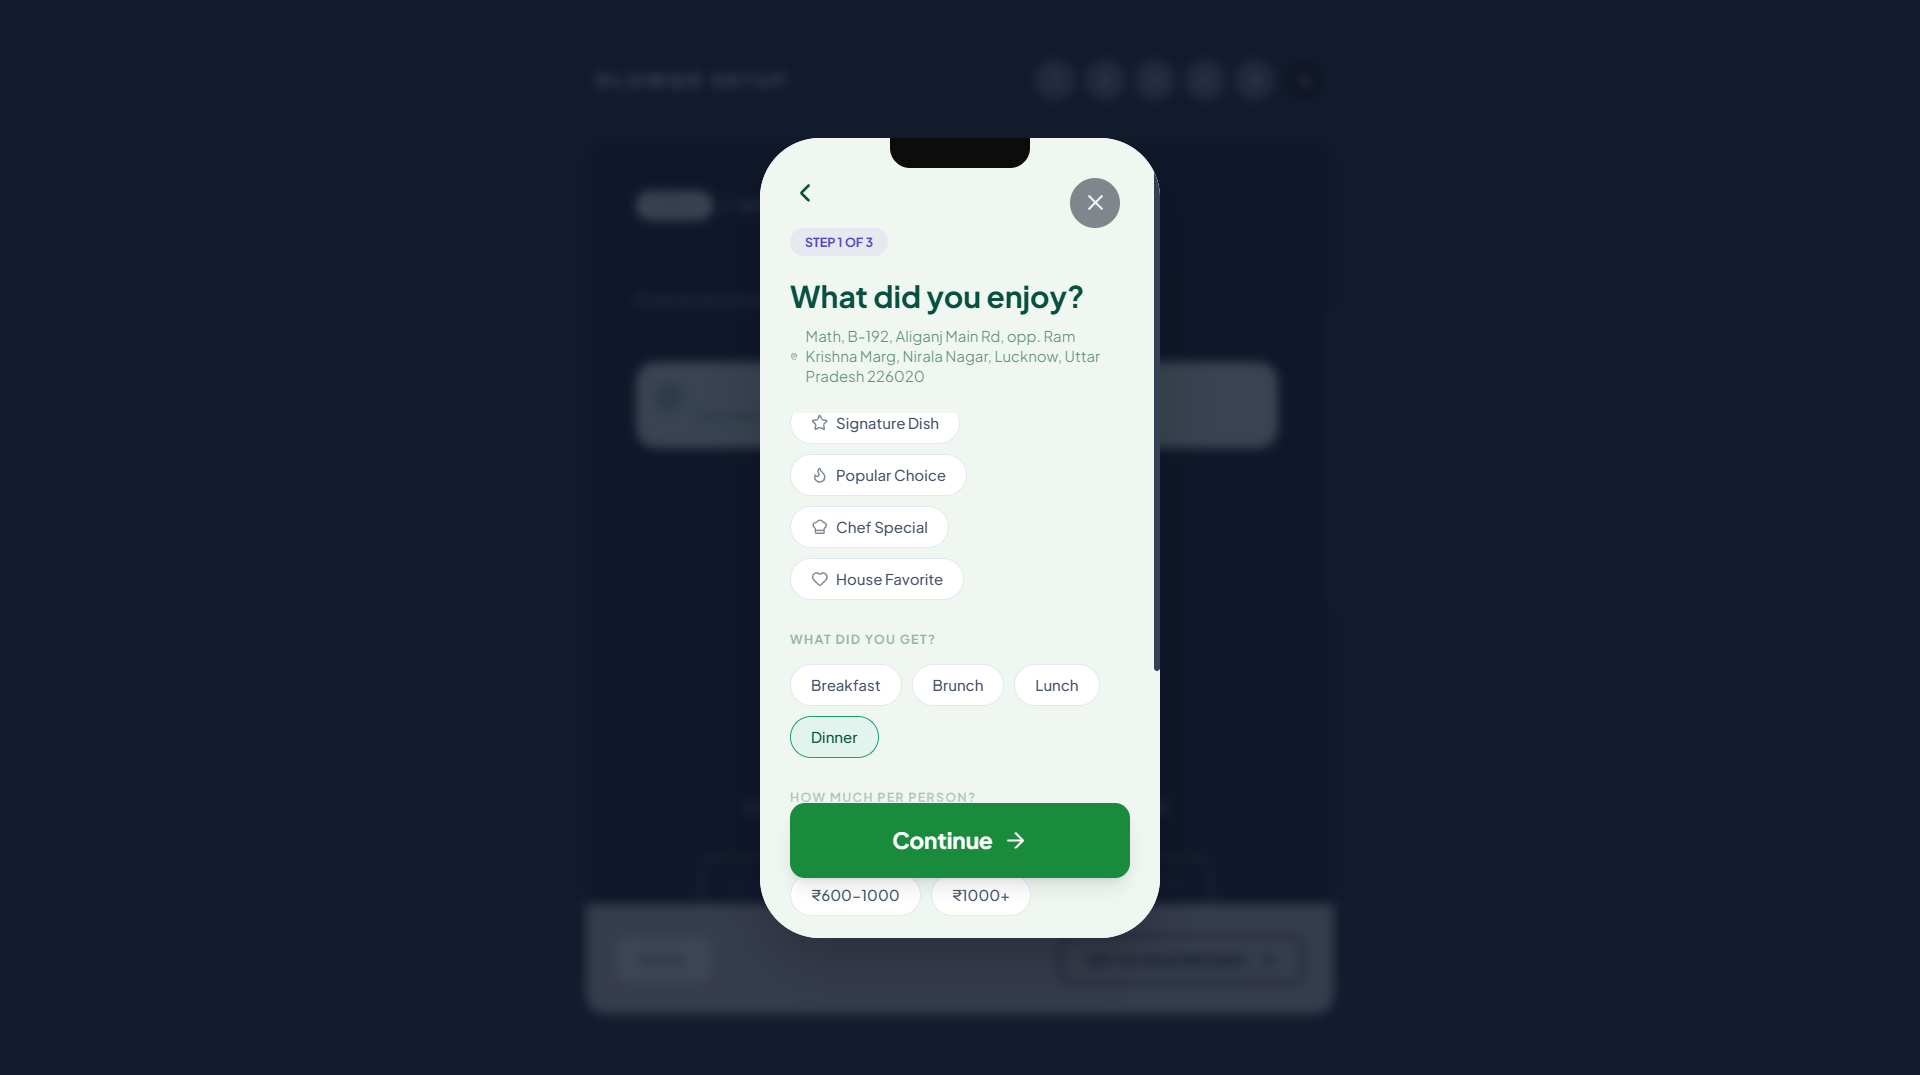 GLOWQR SETUP
STEP 1 OF 3
What did you enjoy?
Math, B-192, Aliganj Main Rd, opp. Ram
Krishna Marg, Nirala Nagar, Lucknow, Uttar
Pradesh 226020
Signature Dish
Popular Choice
Chef Special
House Favorite
WHAT DID YOU GET?
Breakfast Brunch Lunch
Dinner
HOW MUCH PER PERSON?
Continue
₹600–1000 ₹1000+